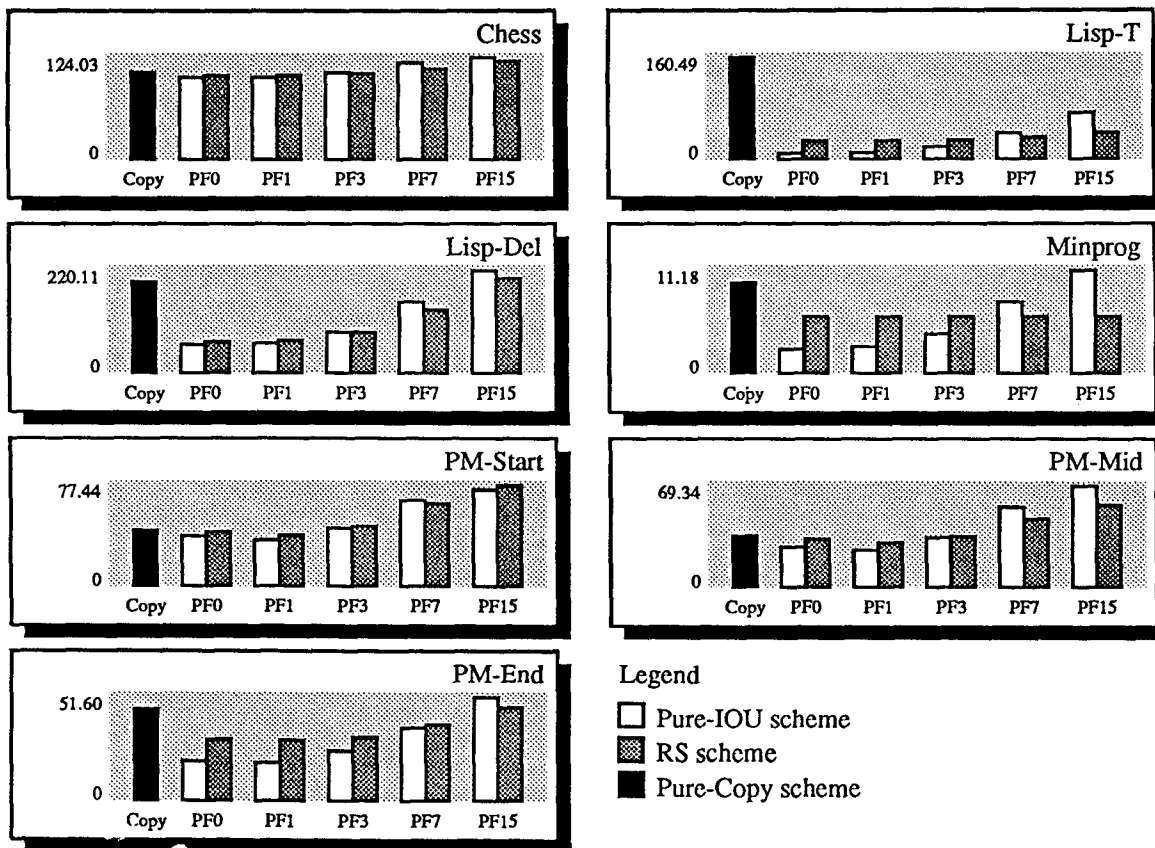 Chess
124.03
0
Copy PF0 PF1 PF3 PF7 PF15
Lisp-T
160.49
0
Copy PF0 PF1 PF3 PF7 PF15
Lisp-Del
220.11
0
Copy PF0 PF1 PF3 PF7 PF15
Minprog
11.18
0
Copy PF0 PF1 PF3 PF7 PF15
PM-Start
77.44
0
Copy PF0 PF1 PF3 PF7 PF15
PM-Mid
69.34
0
Copy PF0 PF1 PF3 PF7 PF15
PM-End
51.60
0
Copy PF0 PF1 PF3 PF7 PF15
Legend
Pure-IOU scheme
RS scheme
Pure-Copy scheme